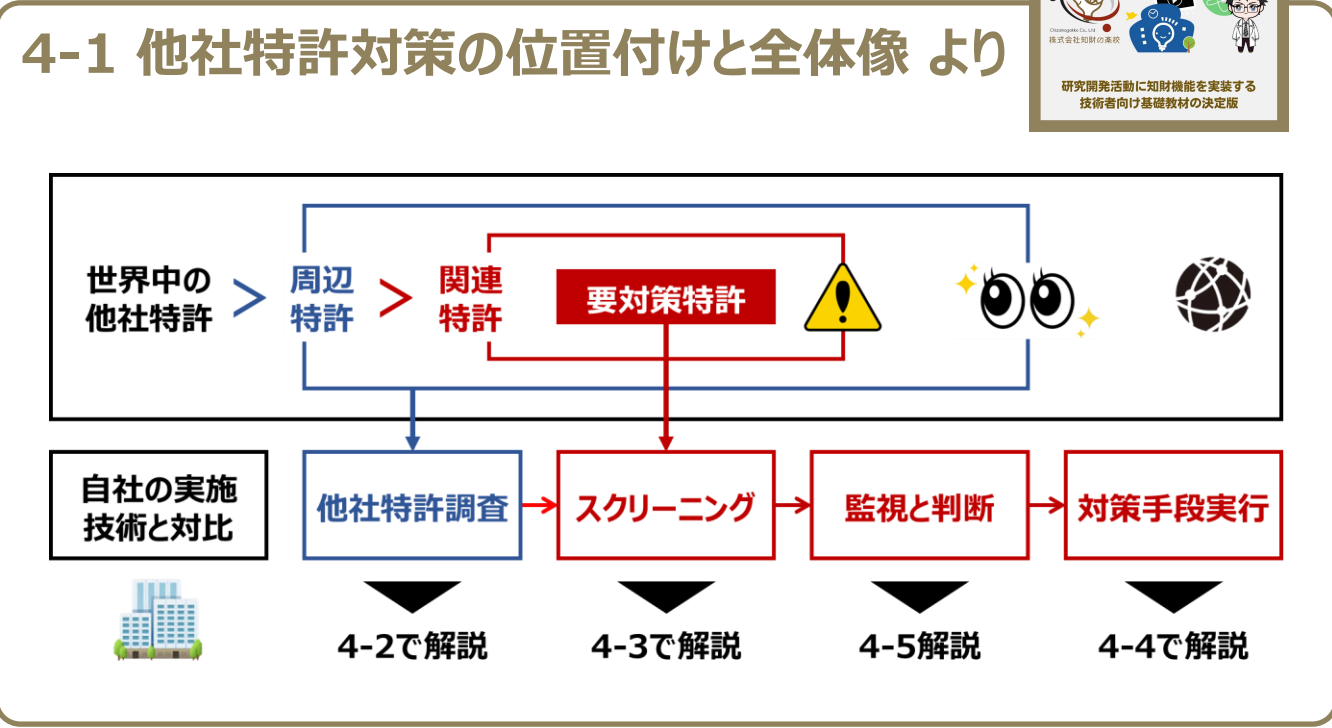 4-1 他社特許対策の位置付けと全体像 より
Chizainogakko Co., Ltd
株式会社知財の楽校
研究開発活動に知財機能を実装する
技術者向け基礎教材の決定版
世界中の
他社特許
>
周辺
特許
>
関連
特許
要対策特許
自社の実施
技術と対比
他社特許調査
スクリーニング
監視と判断
対策手段実行
4-2で解説
4-3で解説
4-5解説
4-4で解説